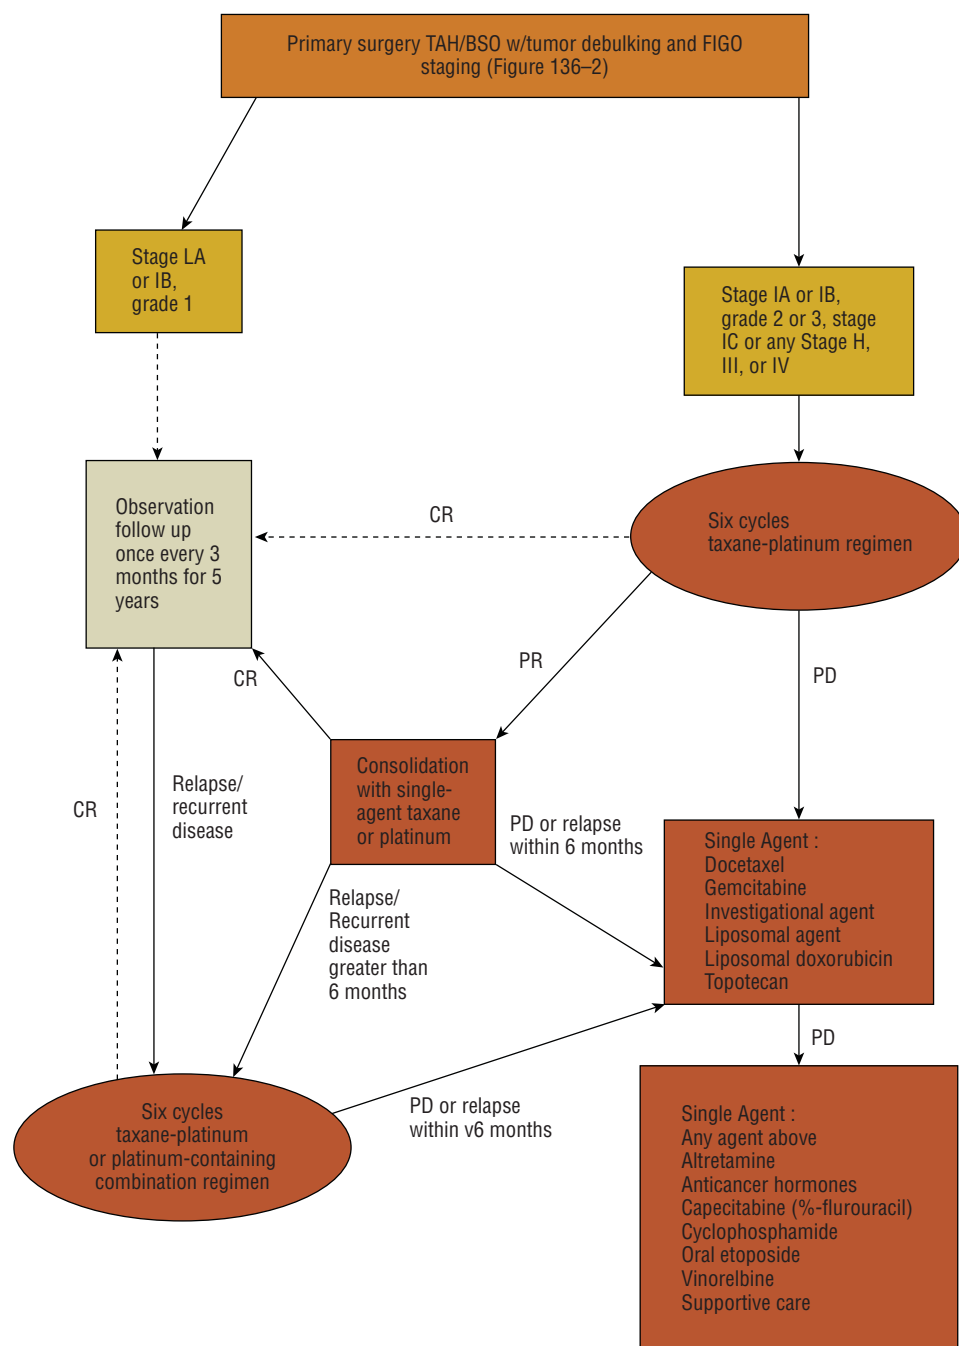 Primary surgery TAH/BSO w/tumor debulking and FIGO
staging (Figure 136–2)
Stage LA
or IB,
grade 1
Stage IA or IB,
grade 2 or 3, stage
IC or any Stage H,
III, or IV
Observation
follow up
once every 3
months for 5
years
CR
Six cycles
taxane-platinum regimen
CR
PR
PD
CR
Relapse/
recurrent
disease
Consolidation
with single-
agent taxane
or platinum
PD or relapse
within 6 months
Single Agent :
Docetaxel
Gemcitabine
Investigational agent
Liposomal agent
Liposomal doxorubicin
Topotecan
Relapse/
Recurrent
disease
greater than
6 months
PD
Six cycles
taxane-platinum
or platinum-containing
combination regimen
PD or relapse
within v6 months
Single Agent :
Any agent above
Altretamine
Anticancer hormones
Capecitabine (%-flurouracil)
Cyclophosphamide
Oral etoposide
Vinorelbine
Supportive care